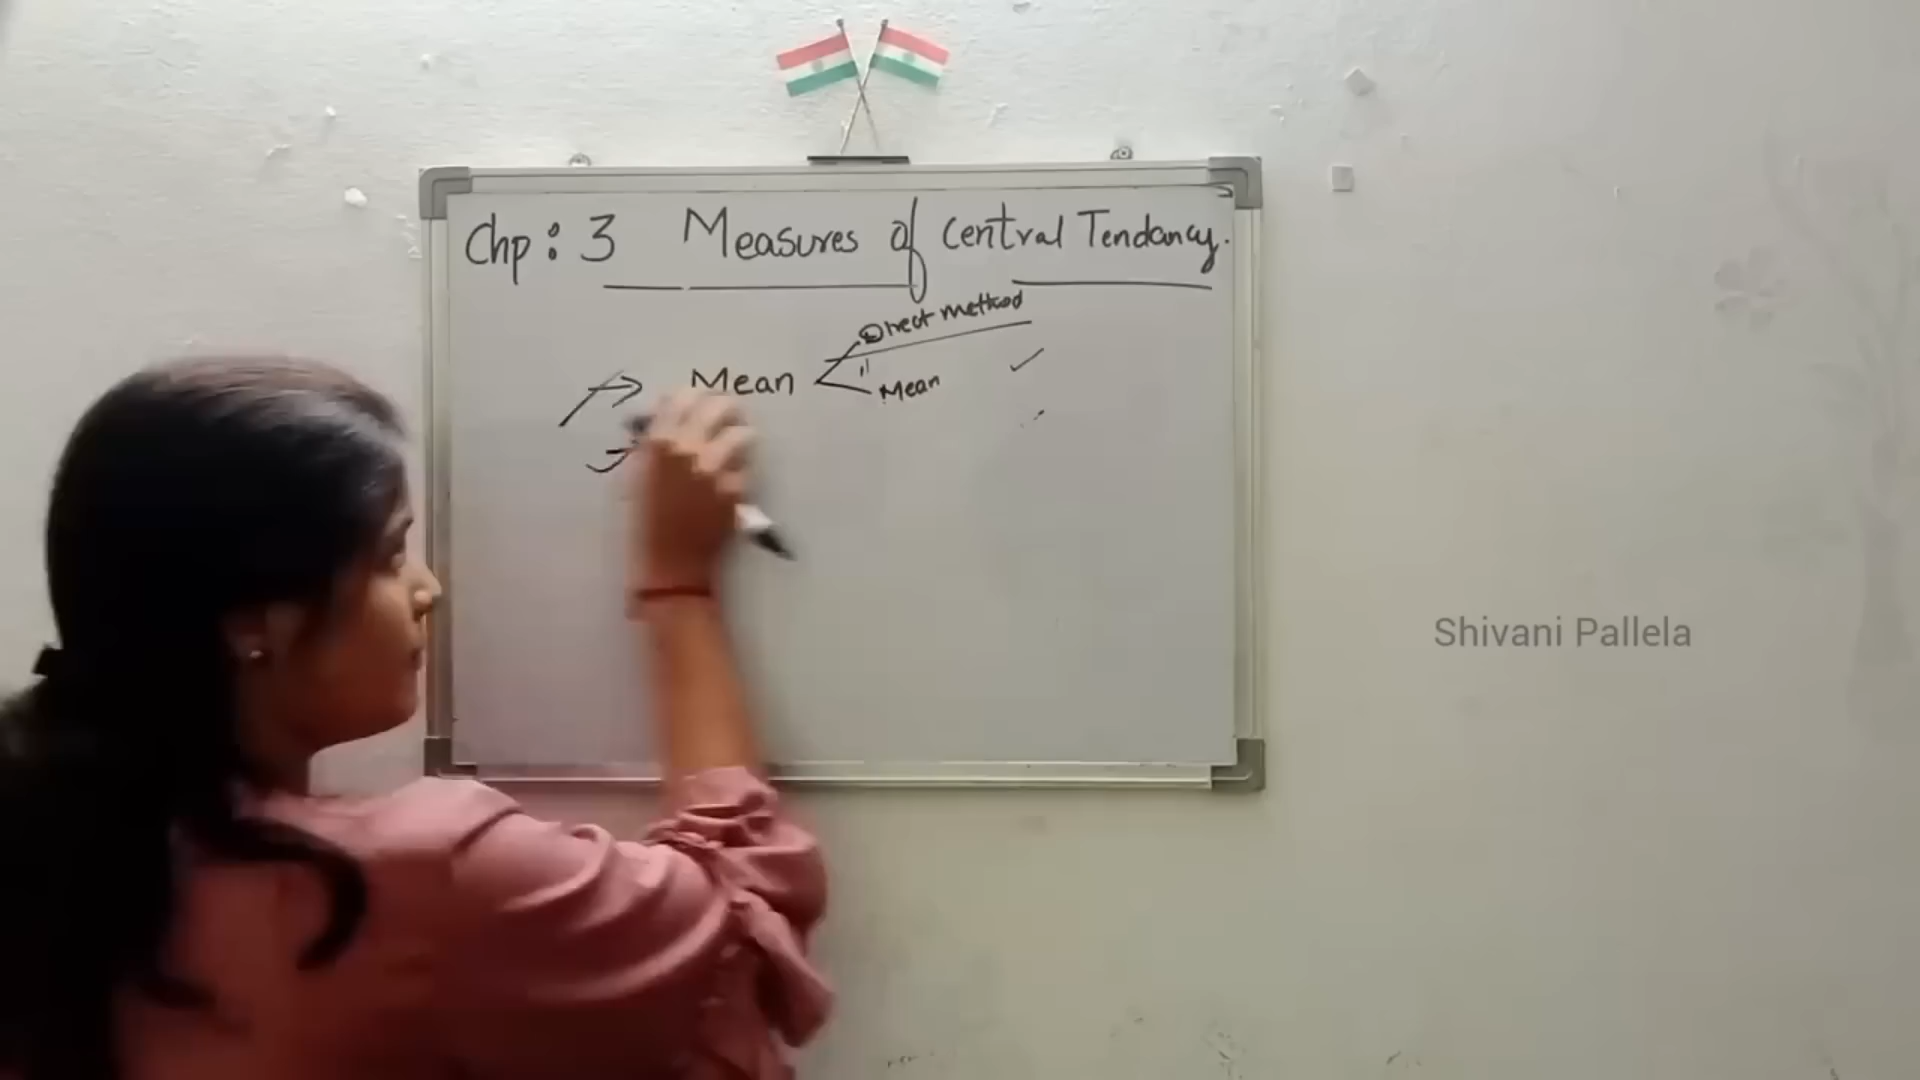 Chp: 3 Measures of Central Tendancy.
Direct method
Mean
"
Mean
Shivani Pallela